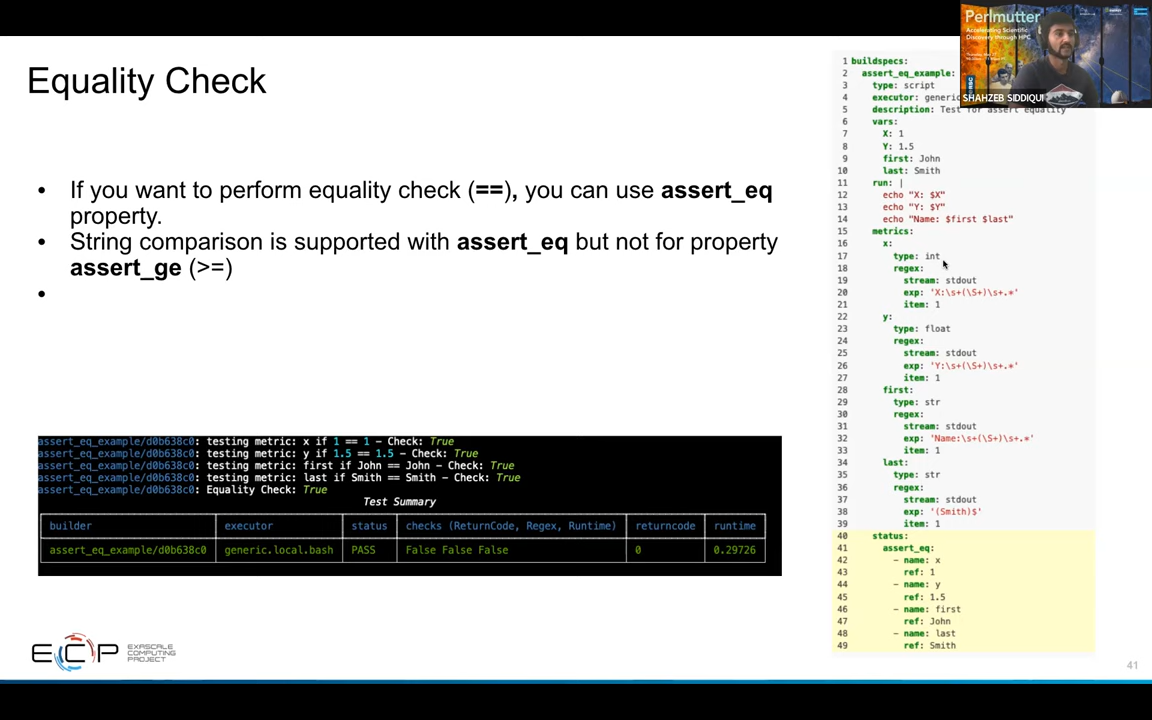 Perlmutter
Accelerating Scientific
Discovery through HPC
SHAHZEB SIDDIQUI
Equality Check
• If you want to perform equality check (==), you can use assert_eq
property.
• String comparison is supported with assert_eq but not for property
assert_ge (>=)
•
1 buildspecs:
2 assert_eq_example:
3 type: script
4 executor: generic
5 description: Test for assert equality
6 vars:
7 X: 1
8 Y: 1.5
9 first: John
10 last: Smith
11 run: |
12 echo "X: $X"
13 echo "Y: $Y"
14 echo "Name: $first $last"
15 metrics:
16 x:
17 type: int
18 regex:
19 stream: stdout
20 exp: 'X:\s+(\S+)\s+.*'
21 item: 1
22 y:
23 type: float
24 regex:
25 stream: stdout
26 exp: 'Y:\s+(\S+)\s+.*'
27 item: 1
28 first:
29 type: str
30 regex:
31 stream: stdout
32 exp: 'Name:\s+(\S+)\s+.*'
33 item: 1
34 last:
35 type: str
36 regex:
37 stream: stdout
38 exp: '(Smith)$'
39 item: 1
40 status:
41 assert_eq:
42 - name: x
43 ref: 1
44 - name: y
45 ref: 1.5
46 - name: first
47 ref: John
48 - name: last
49 ref: Smith
assert_eq_example/d0b638c0: testing metric: x if 1 == 1 - Check: True
assert_eq_example/d0b638c0: testing metric: y if 1.5 == 1.5 - Check: True
assert_eq_example/d0b638c0: testing metric: first if John == John - Check: True
assert_eq_example/d0b638c0: testing metric: last if Smith == Smith - Check: True
assert_eq_example/d0b638c0: Equality Check: True
Test Summary
builder executor status checks (ReturnCode, Regex, Runtime) returncode runtime
assert_eq_example/d0b638c0 generic.local.bash PASS False False False 0 0.29726
ECP EXASCALE
COMPUTING
PROJECT
41